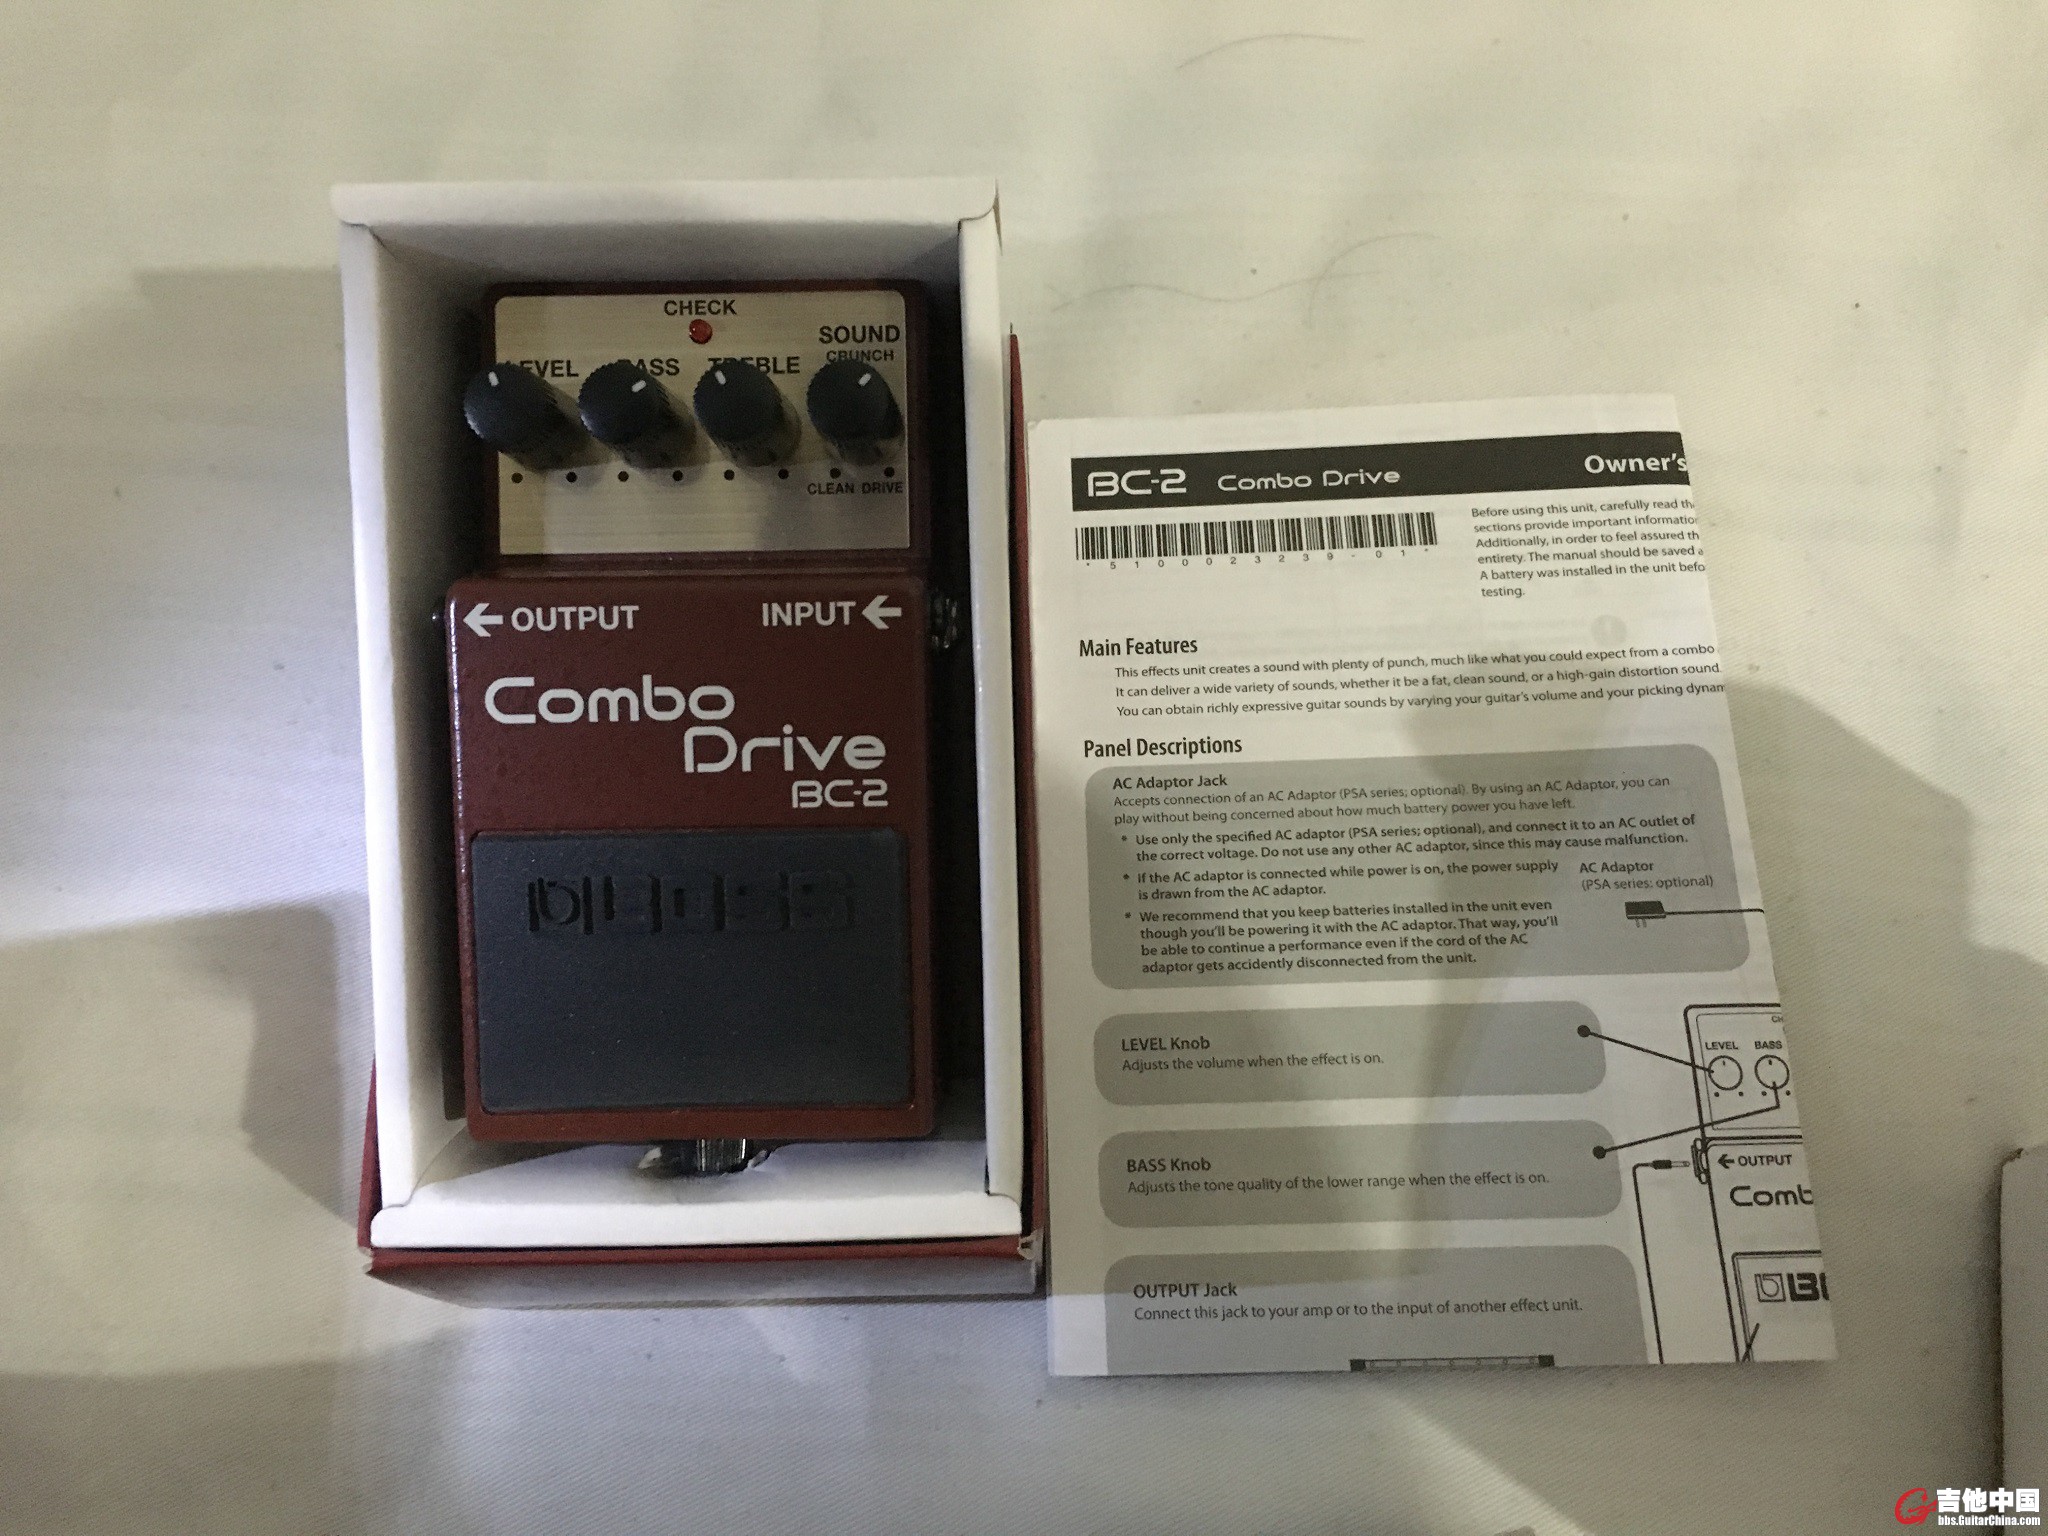 CHECK
SOUND
CRUNCH
LEVEL BASS TREBLE
CLEAN DRIVE
←OUTPUT INPUT←
Combo
Drive
BC-2
BOSS
BC-2 Combo Drive Owner's
*5100023239-01*
Before using this unit, carefully read
sections provide important
Additionally, in order to feel assured
entirety. The manual should be saved
A battery was installed in the unit
testing.
Main Features
This effects unit creates a sound with plenty of punch, much like what you could expect from a combo
It can deliver a wide variety of sounds, whether it be a fat, clean sound, or a high-gain distortion sound.
You can obtain richly expressive guitar sounds by varying your guitar's volume and your picking
Panel Descriptions
AC Adaptor Jack
Accepts connection of an AC Adaptor (PSA series; optional). By using an AC Adaptor, you can
play without being concerned about how much battery power you have left.
* Use only the specified AC adaptor (PSA series; optional), and connect it to an AC outlet of
the correct voltage. Do not use any other AC adaptor, since this may cause malfunction.
* If the AC adaptor is connected while power is on, the power supply
is drawn from the AC adaptor.
AC Adaptor
(PSA series: optional)
* We recommend that you keep batteries installed in the unit even
though you'll be powering it with the AC adaptor. That way, you'll
be able to continue a performance even if the cord of the AC
adaptor gets accidently disconnected from the unit.
LEVEL Knob
Adjusts the volume when the effect is on.
LEVEL BASS
BASS Knob
Adjusts the tone quality of the lower range when the effect is on.
←OUTPUT
Comb
OUTPUT Jack
Connect this jack to your amp or to the input of another effect unit.
吉他中国
bbs.GuitarChina.com